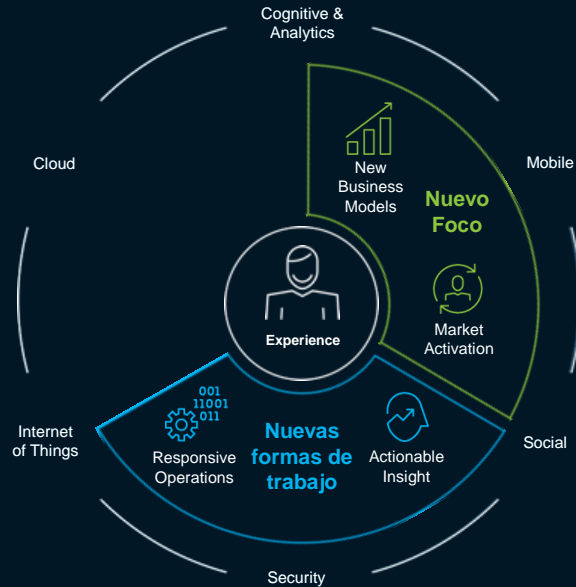 Cognitive &
Analytics
Cloud
Mobile
New
Business
Models
Nuevo
Foco
Experience
Market
Activation
001
11001
011
Responsive
Operations
Nuevas
formas de
trabajo
Actionable
Insight
Internet
of Things
Social
Security